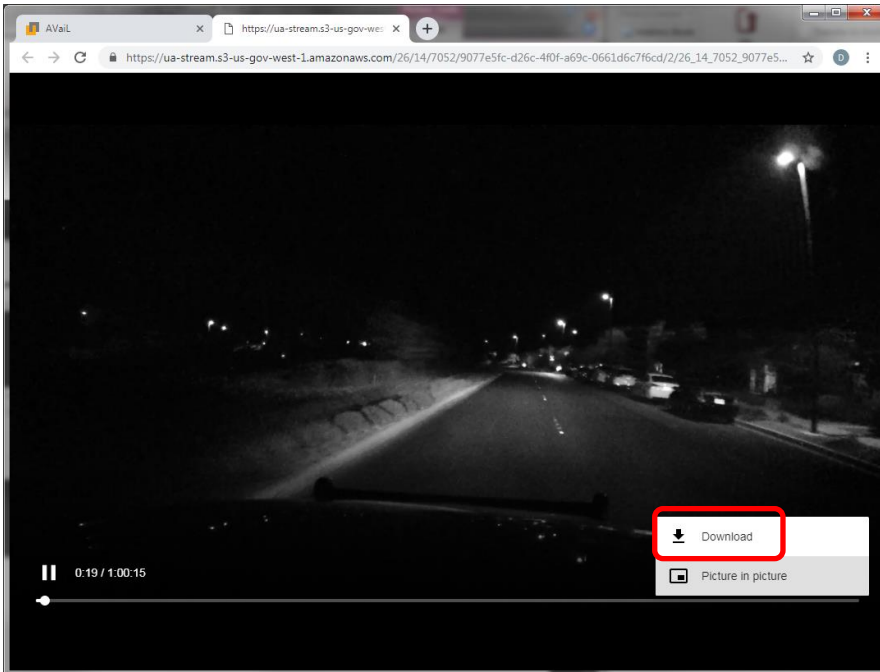 AVaiL
https://ua-stream.s3-us-gov-wes
https://ua-stream.s3-us-gov-west-1.amazonaws.com/26/14/7052/9077e5fc-d26c-4f0f-a69c-0661d6c7f6cd/2/26_14_7052_9077e5...
D
Download
0:19 / 1:00:15
Picture in picture